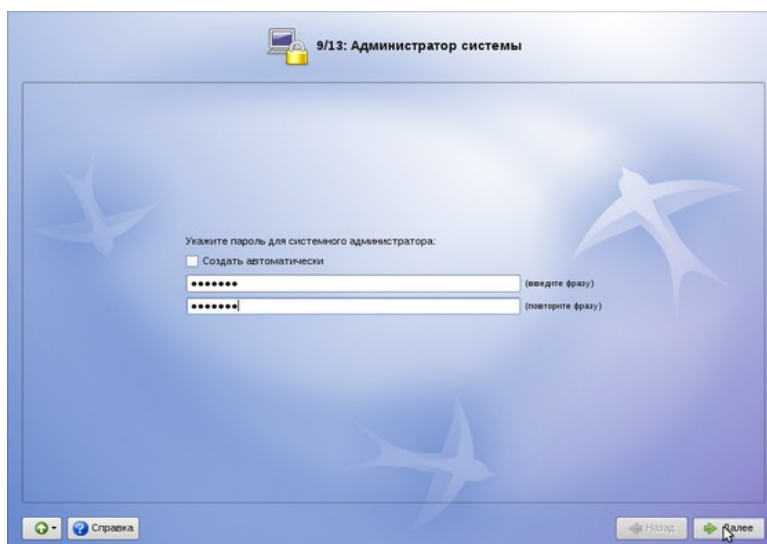 9/13: Администратор системы
Укажите пароль для системного администратора:
Создать автоматически
••••••• (введите фразу)
••••••• (повторите фразу)
Справка Назад Далее